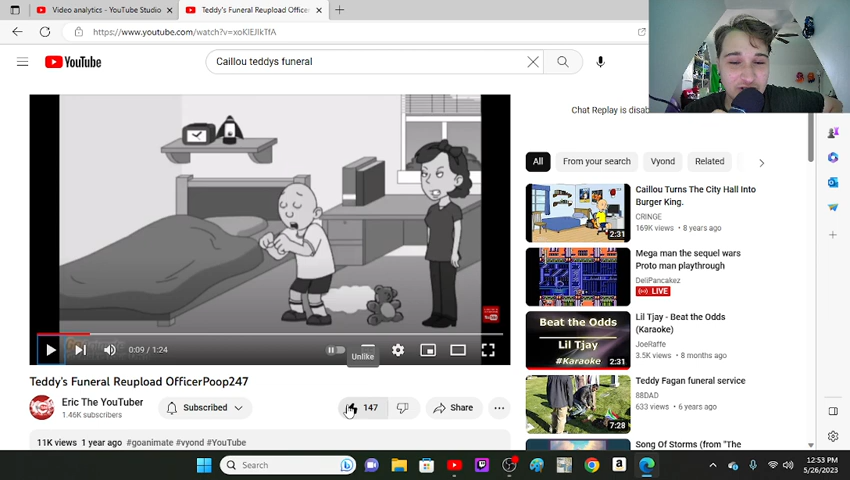 Video analytics - YouTube Studio
Teddy's Funeral Reupload Officer
https://www.youtube.com/watch?v=xoKIEJIkTfA
YouTube
Caillou teddys funeral
Chat Replay is disab
All
From your search
Vyond
Related
Caillou Turns The City Hall Into
Burger King.
CRINGE
169K views • 8 years ago
2:31
Mega man the sequel wars
Proto man playthrough
DeliPancakez
LIVE
Beat the Odds
Lil Tjay
#Karaoke
2:31
Lil Tjay - Beat the Odds
(Karaoke)
JoeRaffe
3.5K views • 8 months ago
Teddy Fagan funeral service
88DAD
633 views • 6 years ago
7:28
Song Of Storms (from "The
0:09 / 1:24
Unlike
Teddy's Funeral Reupload OfficerPoop247
Eric The YouTuber
1.46K subscribers
Subscribed
147
Share
11K views 1 year ago #goanimate #vyond #YouTube
Search
12:53 PM
5/26/2023